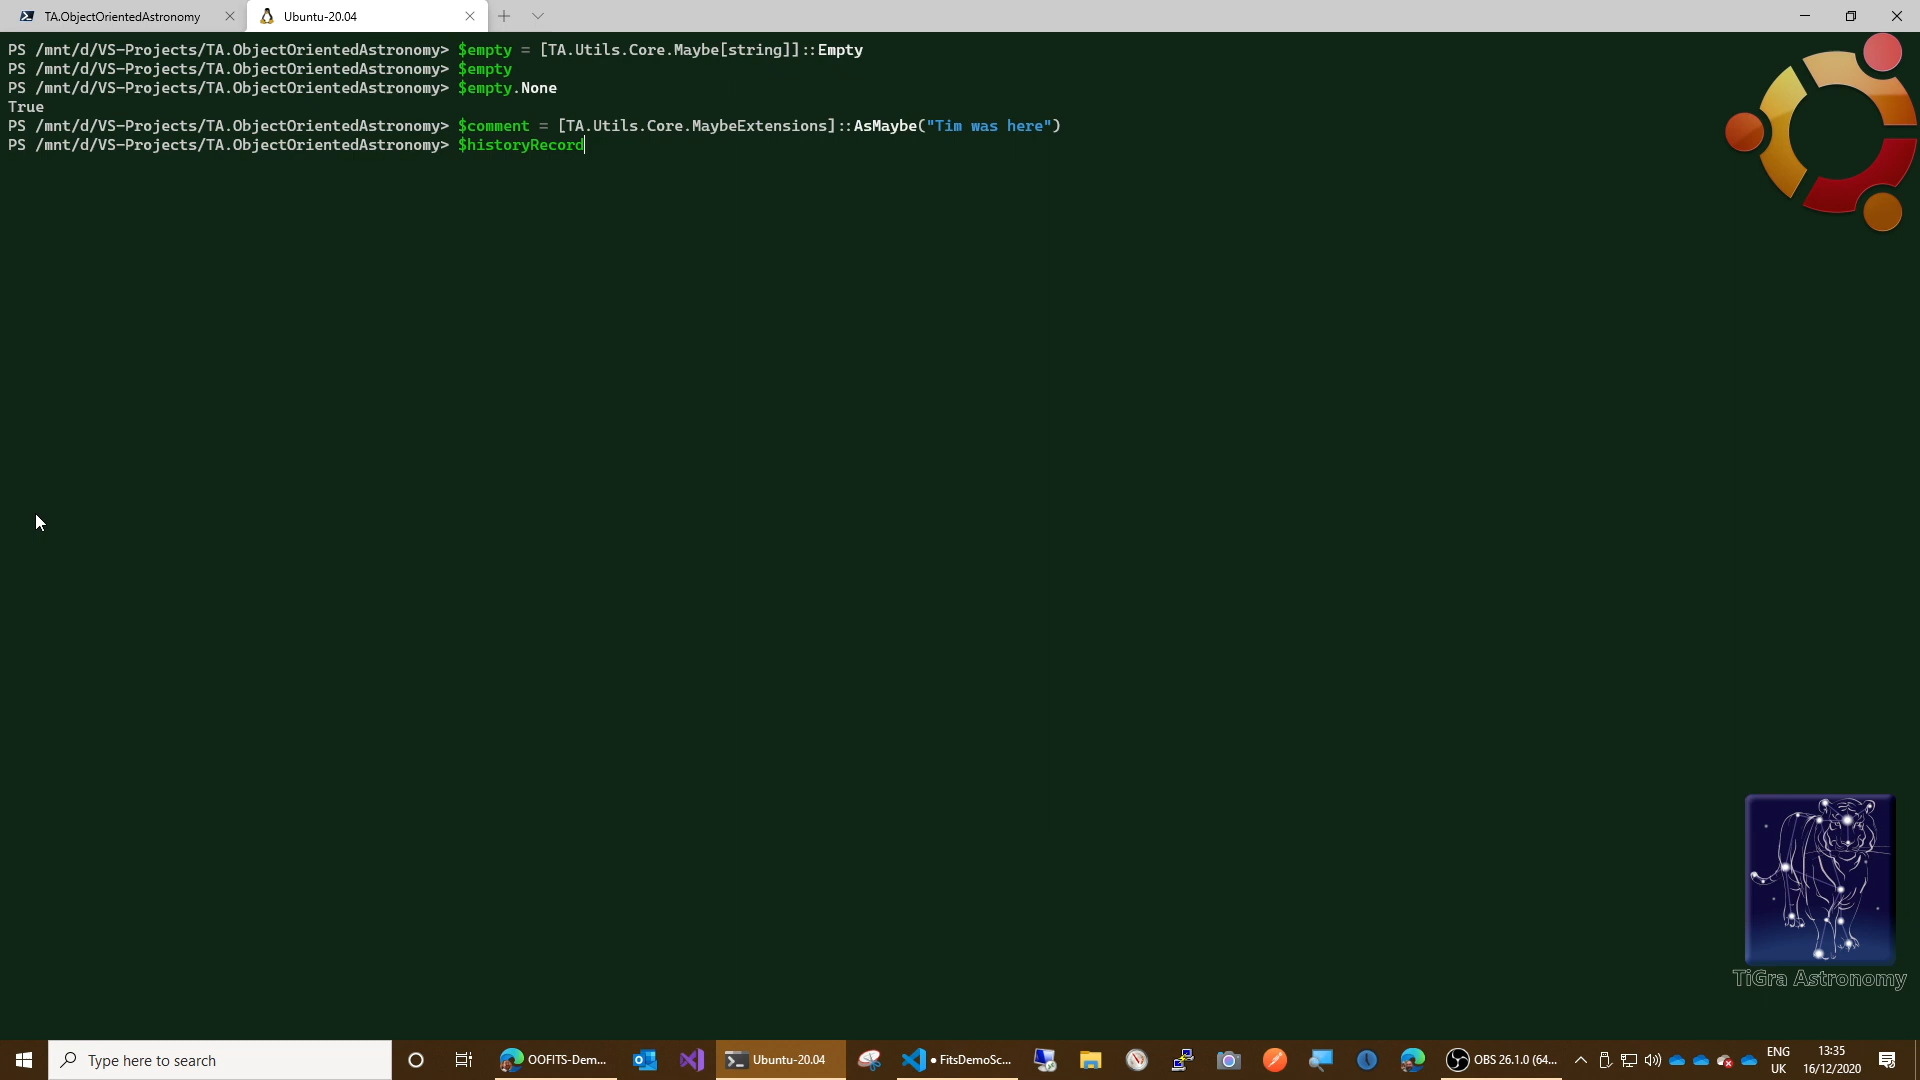 TA.ObjectOrientedAstronomy
Ubuntu-20.04
PS /mnt/d/VS-Projects/TA.ObjectOrientedAstronomy> $empty = [TA.Utils.Core.Maybe[string]]::Empty
PS /mnt/d/VS-Projects/TA.ObjectOrientedAstronomy> $empty
PS /mnt/d/VS-Projects/TA.ObjectOrientedAstronomy> $empty.None
True
PS /mnt/d/VS-Projects/TA.ObjectOrientedAstronomy> $comment = [TA.Utils.Core.MaybeExtensions]::AsMaybe("Tim was here")
PS /mnt/d/VS-Projects/TA.ObjectOrientedAstronomy> $historyRecord
TiGra Astronomy
Type here to search
OOFITS-Dem...
Ubuntu-20.04
● FitsDemoSc...
OBS 26.1.0 (64...
ENG
UK
13:35
16/12/2020